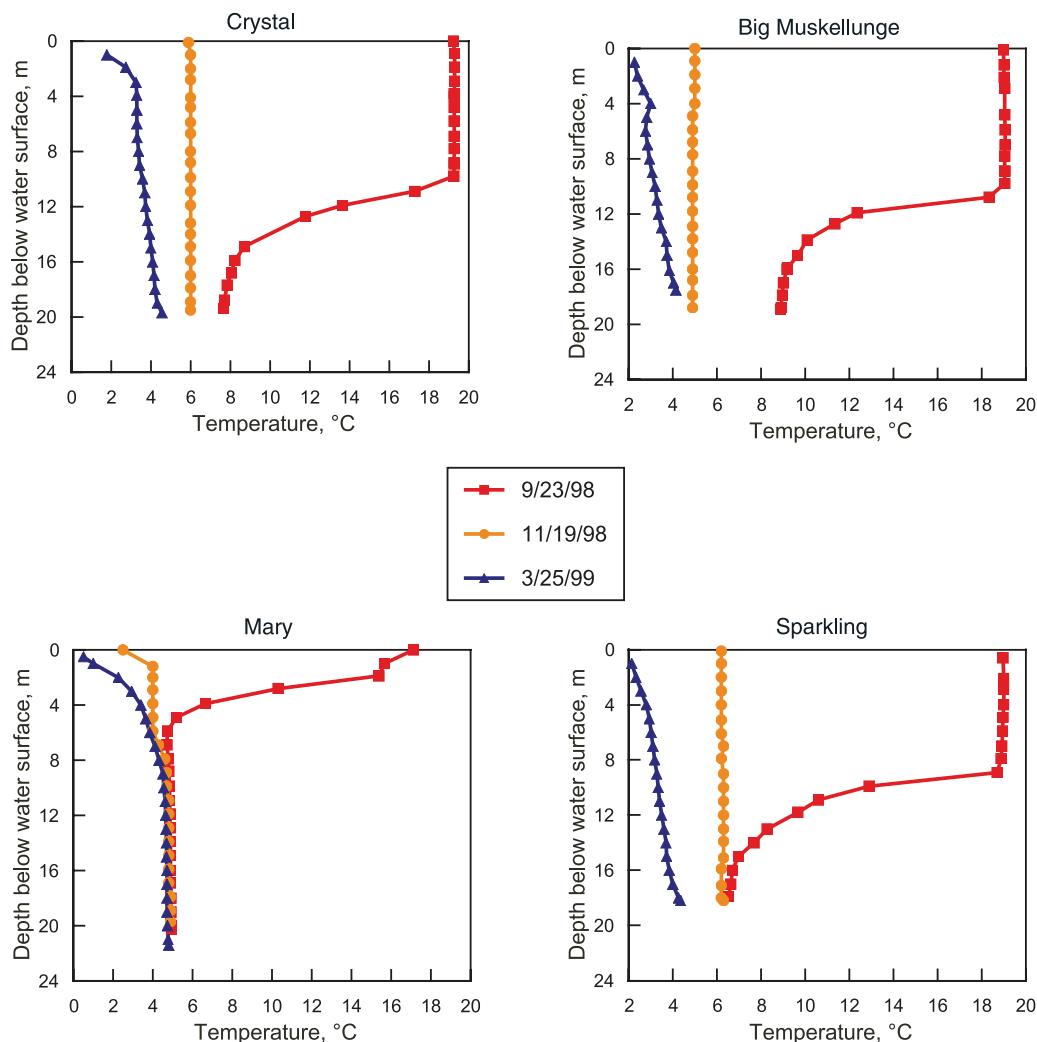 Crystal
0
4
8
12
16
20
24
Depth below water surface, m
0 2 4 6 8 10 12 14 16 18 20
Temperature, °C
Big Muskellunge
0
4
8
12
16
20
24
Depth below water surface, m
2 4 6 8 10 12 14 16 18 20
Temperature, °C
9/23/98
11/19/98
3/25/99
Mary
0
4
8
12
16
20
24
Depth below water surface, m
0 2 4 6 8 10 12 14 16 18 20
Temperature, °C
Sparkling
0
4
8
12
16
20
24
Depth below water surface, m
2 4 6 8 10 12 14 16 18 20
Temperature, °C